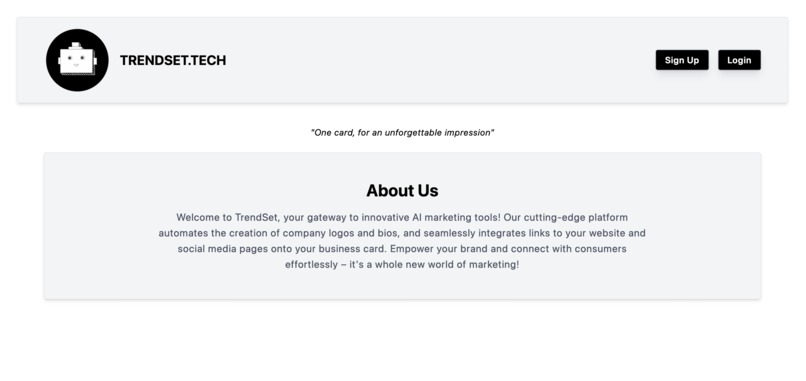 TRENDSET.TECH
Sign Up
Login
"One card, for an unforgettable impression"
About Us
Welcome to TrendSet, your gateway to innovative AI marketing tools! Our cutting-edge platform
automates the creation of company logos and bios, and seamlessly integrates links to your website and
social media pages onto your business card. Empower your brand and connect with consumers
effortlessly – it's a whole new world of marketing!